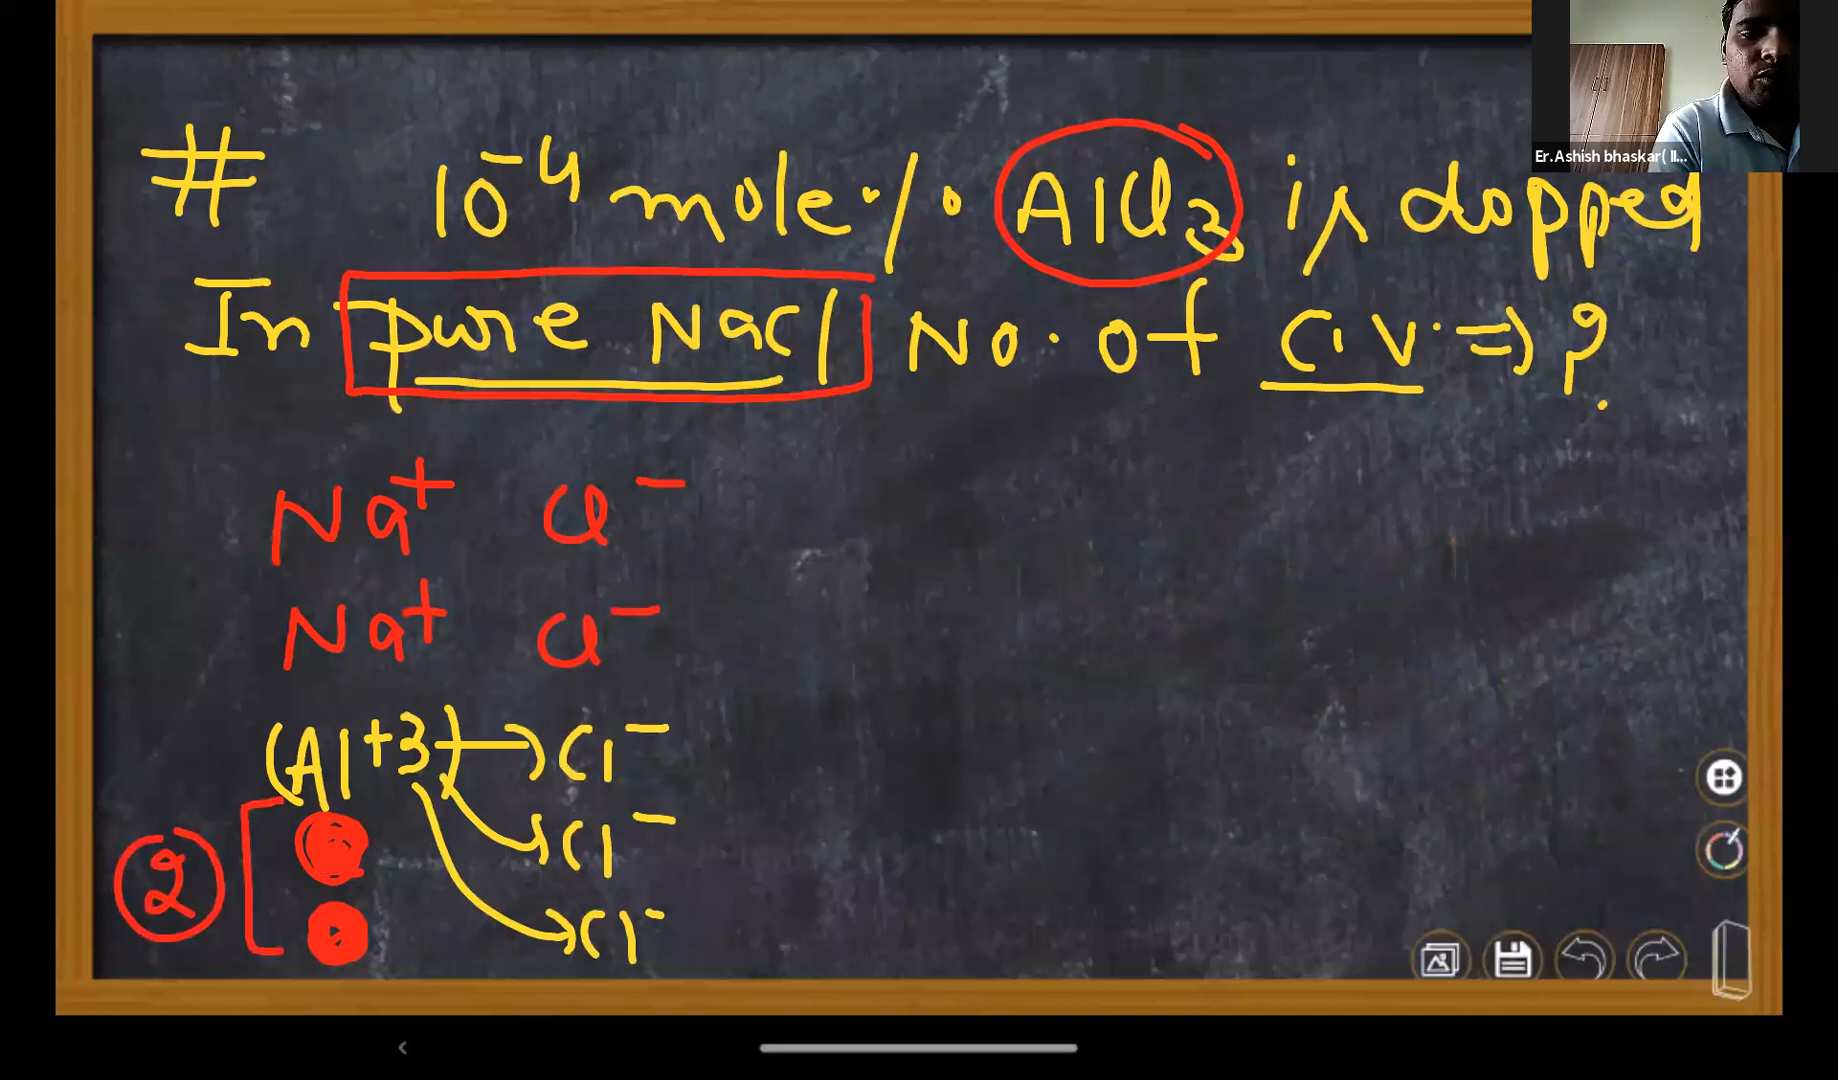 Er.Ashish bhaskar( II...
# 10⁻⁴ mole % AlCl₃ is dopped
In pure NaCl No. of C.V. => ?
Na⁺ Cl⁻
Na⁺ Cl⁻
(Al+3) → Cl⁻
→ Cl⁻
2
→ Cl⁻